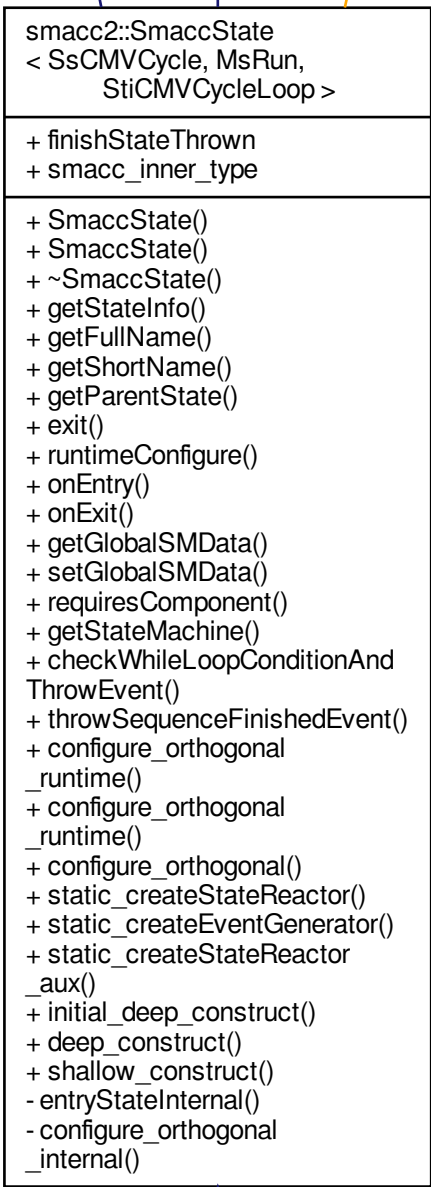 smacc2::SmaccState
< SsCMVCycle, MsRun,
StiCMVCycleLoop >
+ finishStateThrown
+ smacc_inner_type
+ SmaccState()
+ SmaccState()
+ ~SmaccState()
+ getStateInfo()
+ getFullName()
+ getShortName()
+ getParentState()
+ exit()
+ runtimeConfigure()
+ onEntry()
+ onExit()
+ getGlobalSMData()
+ setGlobalSMData()
+ requiresComponent()
+ getStateMachine()
+ checkWhileLoopConditionAnd
ThrowEvent()
+ throwSequenceFinishedEvent()
+ configure_orthogonal
_runtime()
+ configure_orthogonal
_runtime()
+ configure_orthogonal()
+ static_createStateReactor()
+ static_createEventGenerator()
+ static_createStateReactor
_aux()
+ initial_deep_construct()
+ deep_construct()
+ shallow_construct()
- entryStateInternal()
- configure_orthogonal
_internal()